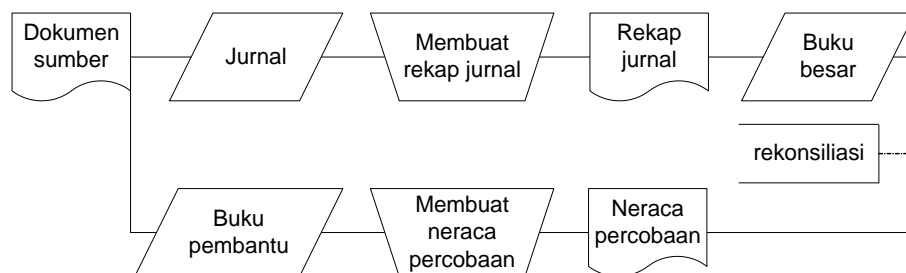 Dokumen
sumber
Jurnal
Membuat
rekap jurnal
Rekap
jurnal
Buku
besar
rekonsiliasi
Buku
pembantu
Membuat
neraca
percobaan
Neraca
percobaan